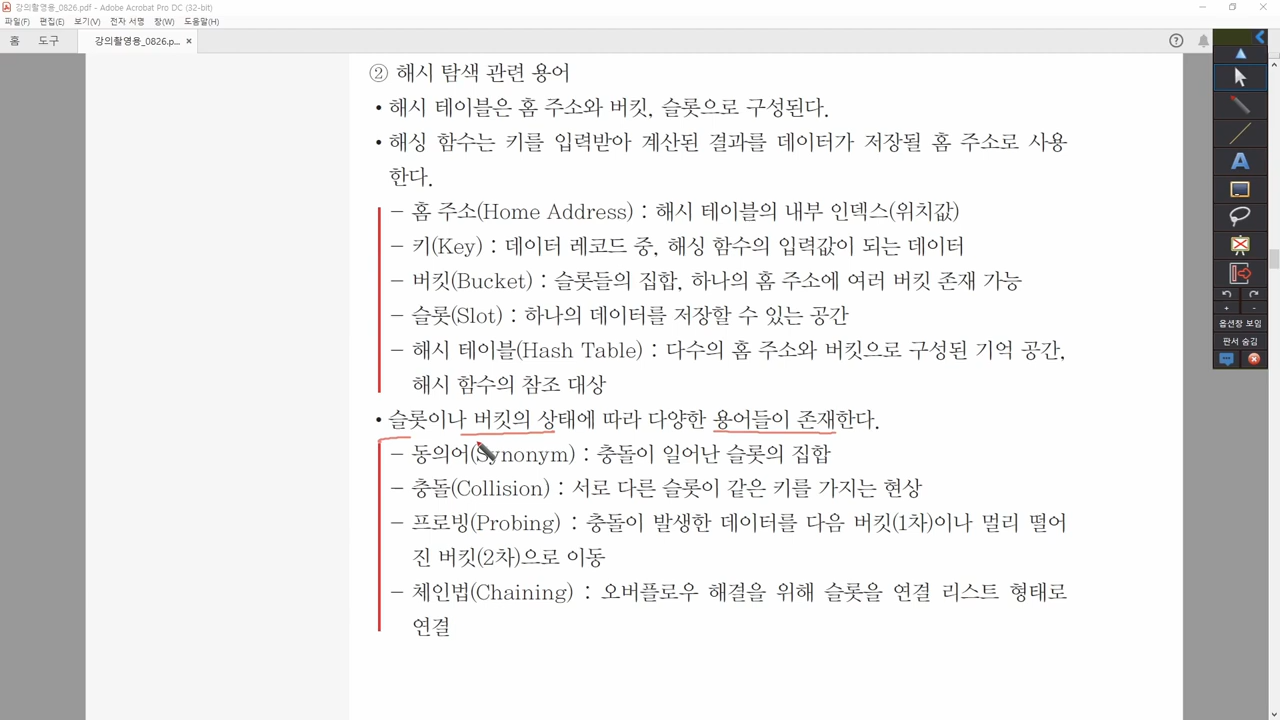 강의촬영용_0826.pdf - Adobe Acrobat Pro DC (32-bit)
파일(F) 편집(E) 보기(V) 전자 서명 창(W) 도움말(H)
홈 도구 강의촬영용_0826.p... ×
② 해시 탐색 관련 용어
• 해시 테이블은 홈 주소와 버킷, 슬롯으로 구성된다.
• 해싱 함수는 키를 입력받아 계산된 결과를 데이터가 저장될 홈 주소로 사용
한다.
– 홈 주소(Home Address) : 해시 테이블의 내부 인덱스(위치값)
– 키(Key) : 데이터 레코드 중, 해싱 함수의 입력값이 되는 데이터
– 버킷(Bucket) : 슬롯들의 집합, 하나의 홈 주소에 여러 버킷 존재 가능
– 슬롯(Slot) : 하나의 데이터를 저장할 수 있는 공간
– 해시 테이블(Hash Table) : 다수의 홈 주소와 버킷으로 구성된 기억 공간,
해시 함수의 참조 대상
• 슬롯이나 버킷의 상태에 따라 다양한 용어들이 존재한다.
– 동의어(Synonym) : 충돌이 일어난 슬롯의 집합
– 충돌(Collision) : 서로 다른 슬롯이 같은 키를 가지는 현상
– 프로빙(Probing) : 충돌이 발생한 데이터를 다음 버킷(1차)이나 멀리 떨어
진 버킷(2차)으로 이동
– 체인법(Chaining) : 오버플로우 해결을 위해 슬롯을 연결 리스트 형태로
연결
A
+ -
옵션창 보임
판서 숨김